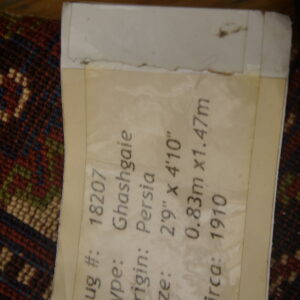 ug #: 18207
ype: Ghashgaie
rigin: Persia
ze: 2'9" x 4'10"
0.83m x1.47m
irca: 1910